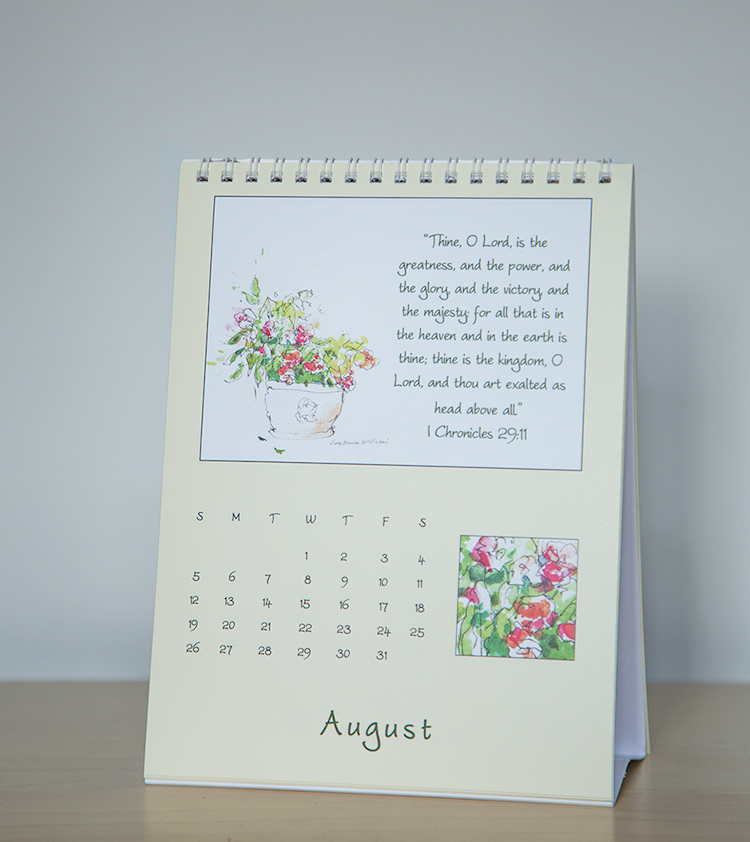 "Thine, O Lord, is the
greatness, and the power, and
the glory, and the victory, and
the majesty; for all that is in
the heaven and in the earth is
thine; thine is the kingdom, O
Lord, and thou art exalted as
head above all."
1 Chronicles 29:11
S M T W T F S
1 2 3 4
5 6 7 8 9 10 11
12 13 14 15 16 17 18
19 20 21 22 23 24 25
26 27 28 29 30 31
August